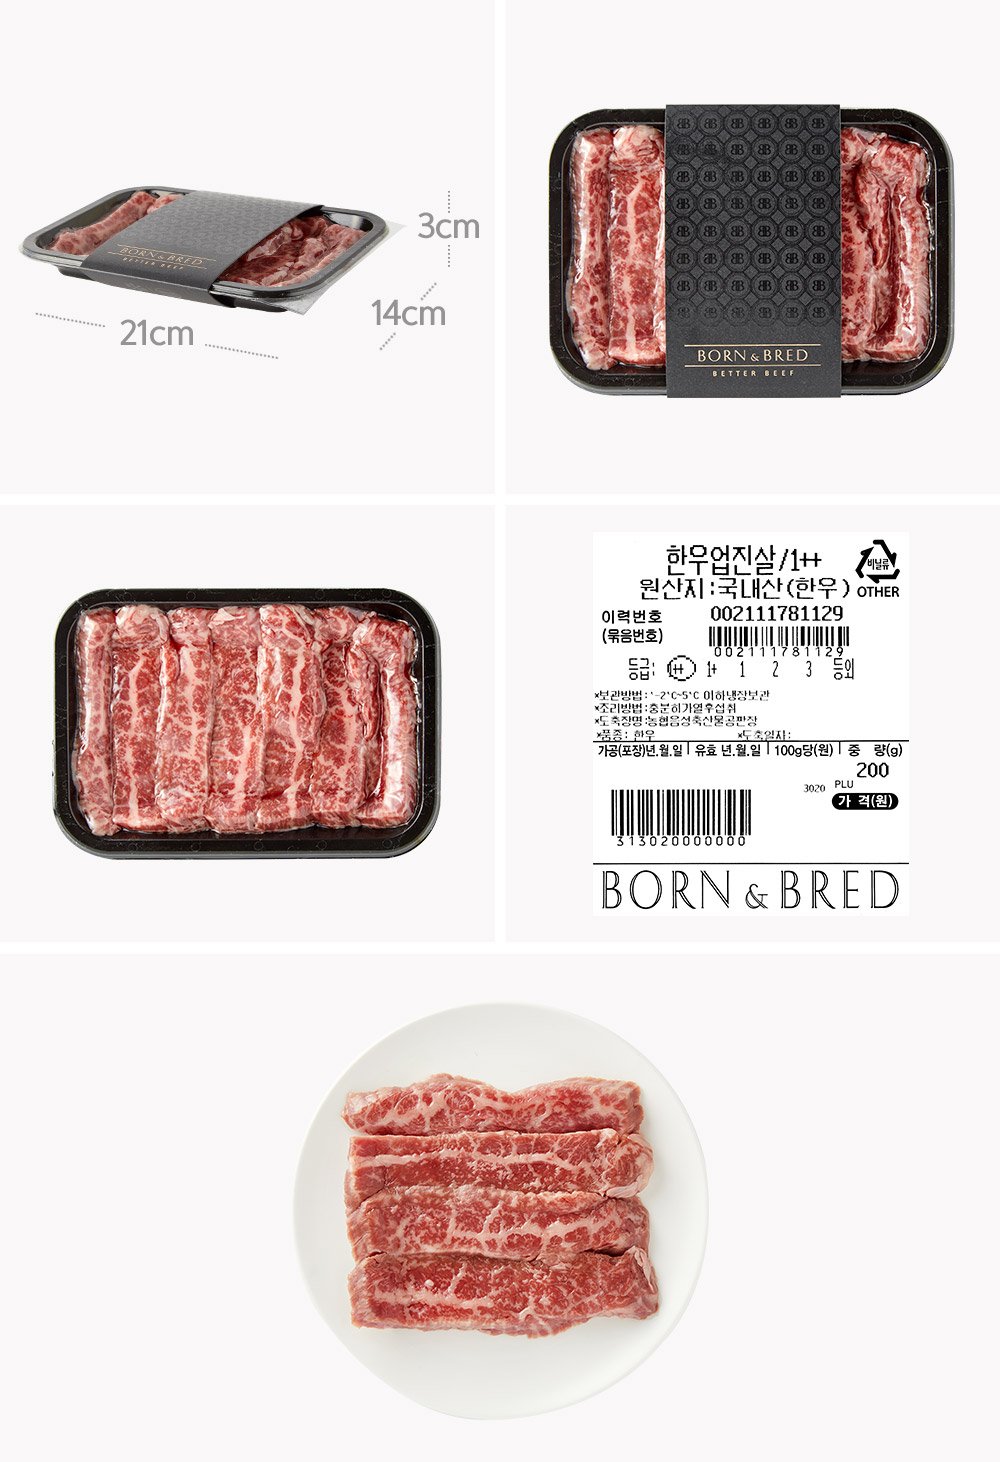 3cm
14cm
21cm
BORN & BRED
BETTER BEEF
BORN & BRED
BETTER BEEF
한우업진살/1++
원산지:국내산(한우)
비닐류
OTHER
이력번호
(묶음번호)
002111781129
002111781129
등급: 1++ 1+ 1 2 3 등외
*보관방법:'-2℃~5℃ 이하냉장보관
*조리방법:충분히가열후섭취
*도축장명:농협음성축산물공판장
*품종: 한우 *도축일자:
가공(포장)년.월.일 유효 년.월.일 100g당(원) 중 량(g)
200
3020 PLU
가 격(원)
313020000000
BORN & BRED